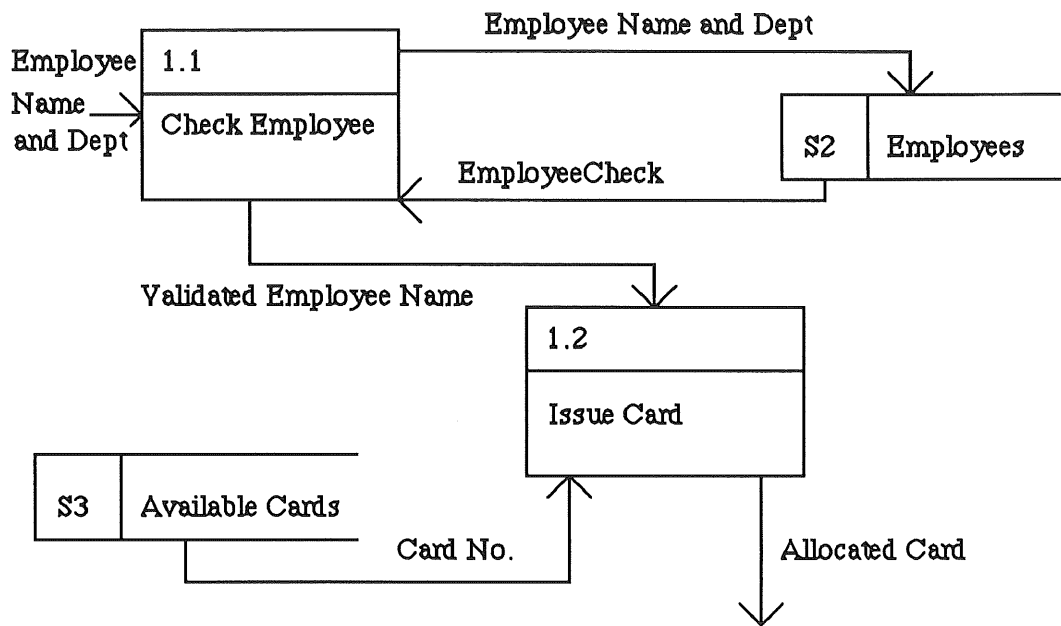 Employee Name and Dept
Employee
Name
and Dept
1.1
Check Employee
S2
Employees
EmployeeCheck
Validated Employee Name
1.2
Issue Card
S3
Available Cards
Card No.
Allocated Card